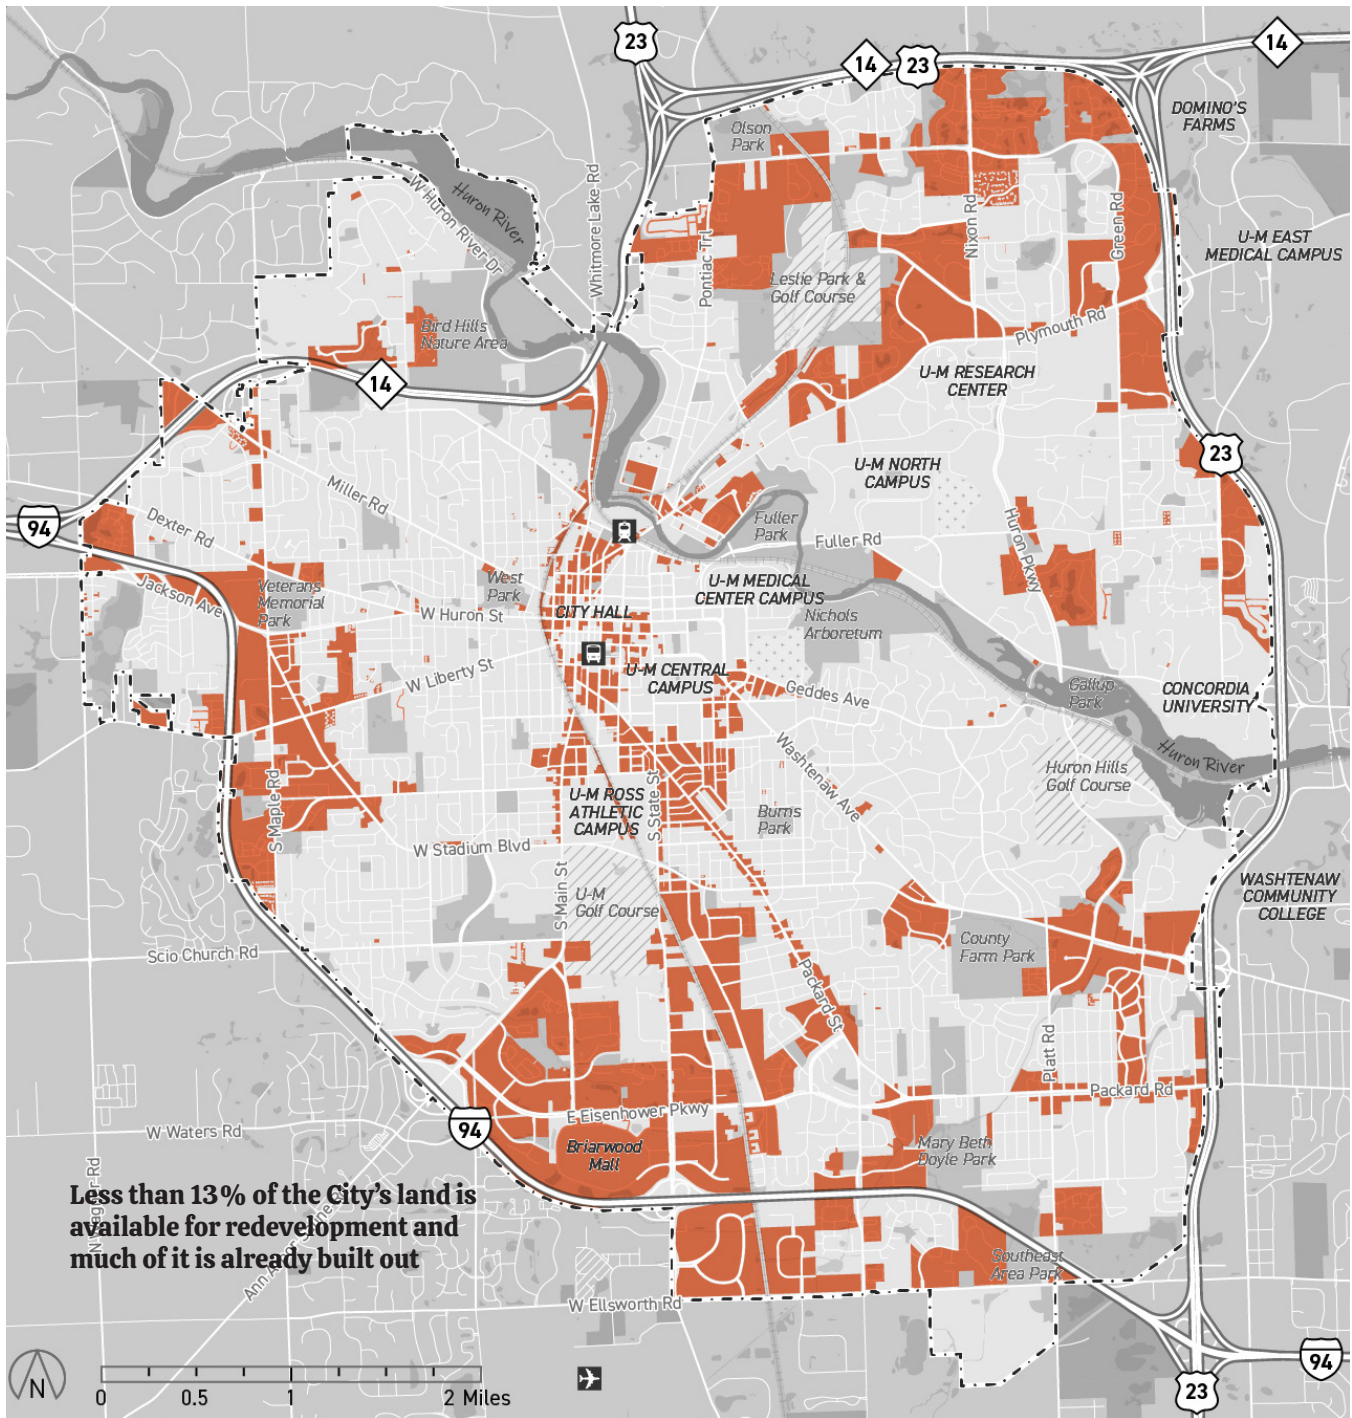 23
14
23
14
DOMINO'S
FARMS
Olson
Park
W Huron River Dr
Huron River
Whitmore Lake Rd
Pontiac Trl
Nixon Rd
Green Rd
U-M EAST
MEDICAL CAMPUS
Leslie Park &
Golf Course
Bird Hills
Nature Area
Plymouth Rd
14
U-M RESEARCH
CENTER
23
U-M NORTH
CAMPUS
Miller Rd
94
Dexter Rd
Fuller
Park
Fuller Rd
Huron Pkwy
Jackson Ave
Veterans
Memorial
Park
West
Park
U-M MEDICAL
CENTER CAMPUS
W Huron St
CITY HALL
Nichols
Arboretum
W Liberty St
U-M CENTRAL
CAMPUS
Geddes Ave
Gallup
Park
CONCORDIA
UNIVERSITY
Washtenaw Ave
Huron River
Huron Hills
Golf Course
S Maple Rd
U-M ROSS
ATHLETIC
CAMPUS
S State St
Burns
Park
W Stadium Blvd
S Main St
U-M
Golf Course
WASHTENAW
COMMUNITY
COLLEGE
County
Farm Park
Scio Church Rd
Packard St
Platt Rd
Packard Rd
E Eisenhower Pkwy
94
W Waters Rd
Briarwood
Mall
Mary Beth
Doyle Park
Less than 13% of the City's land is
available for redevelopment and
much of it is already built out
Southeast
Area Park
W Ellsworth Rd
N
0 0.5 1 2 Miles
94
23